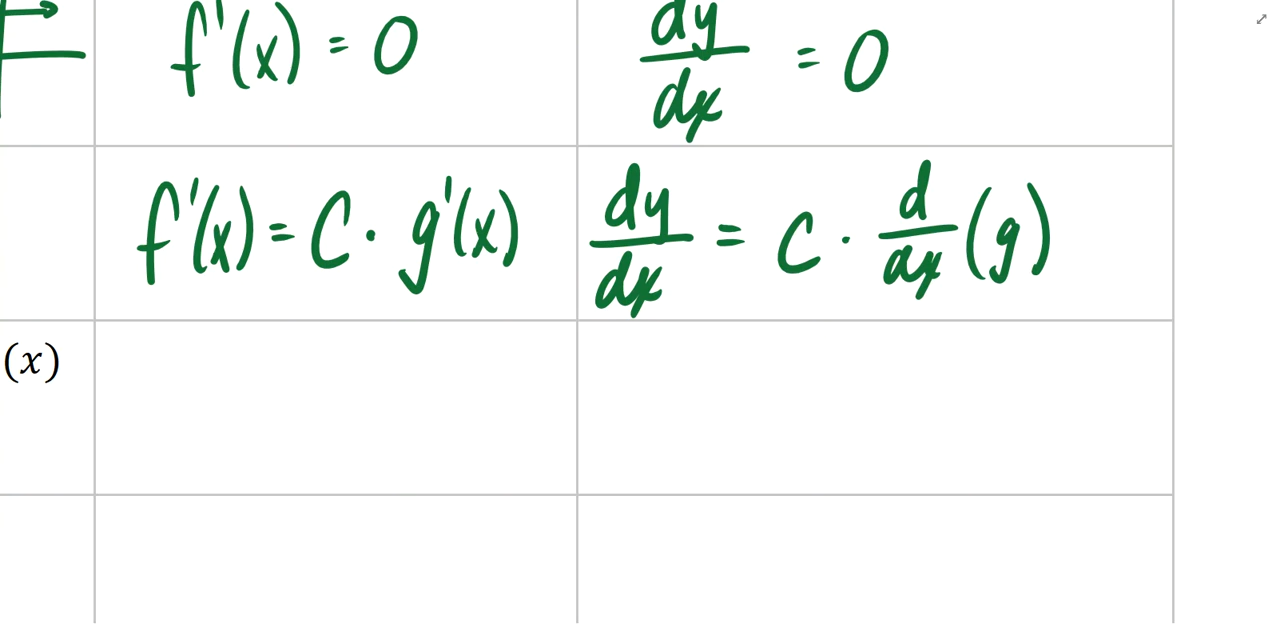 f'(x) = 0
dy/dx = 0
f'(x) = C · g'(x)
dy/dx = C · d/dx (g)
(x)